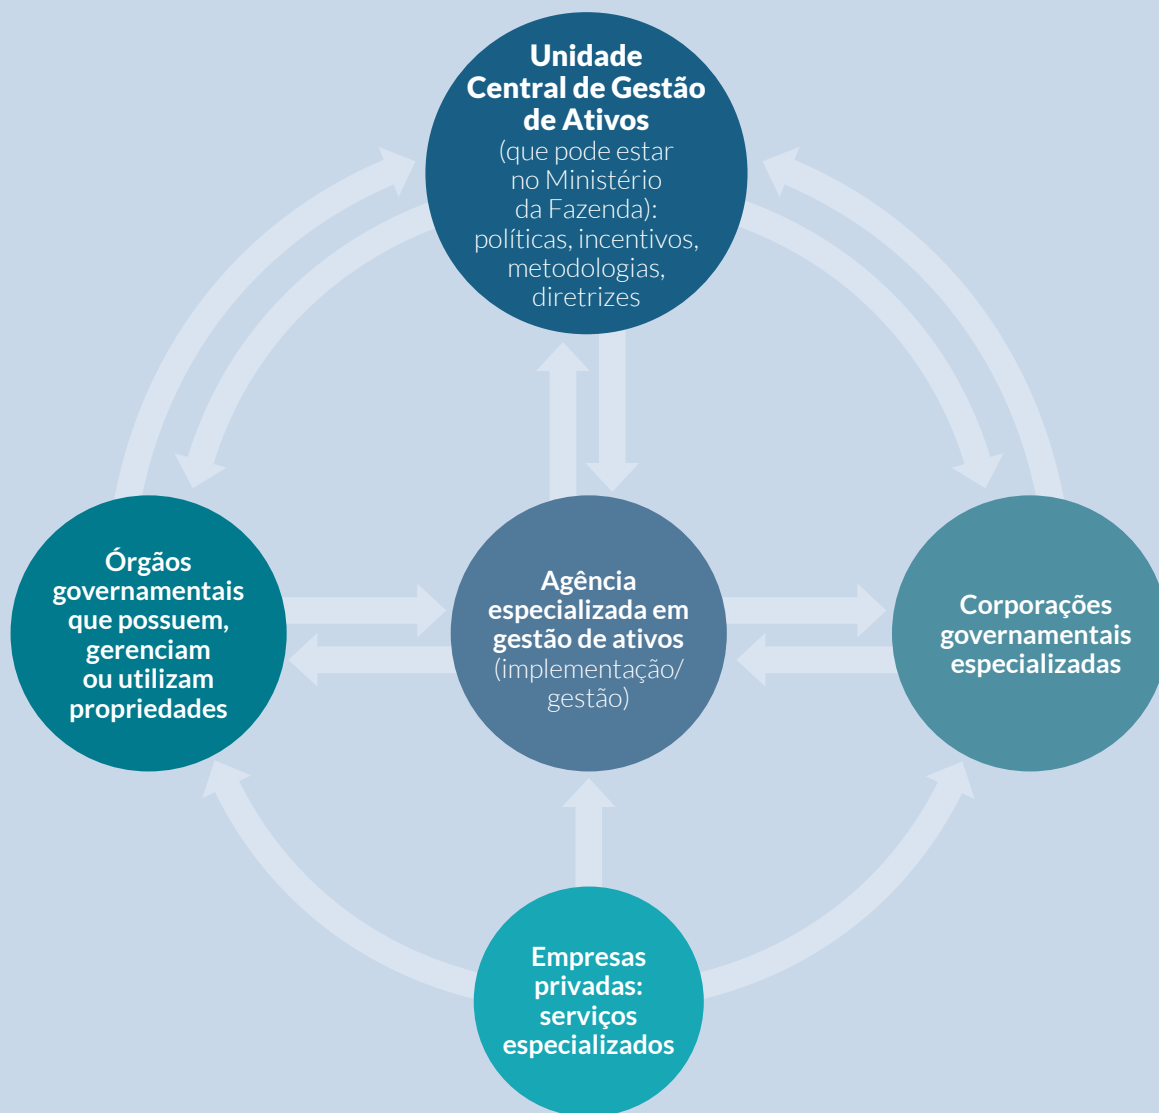 Unidade
Central de Gestão
de Ativos
(que pode estar
no Ministério
da Fazenda):
políticas, incentivos,
metodologias,
diretrizes
Órgãos
governamentais
que possuem,
gerenciam
ou utilizam
propriedades
Agência
especializada em
gestão de ativos
(implementação/
gestão)
Corporações
governamentais
especializadas
Empresas
privadas:
serviços
especializados